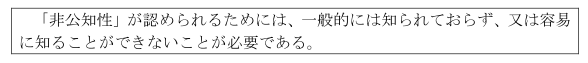 「非公知性」が認められるためには、一般的には知られておらず、又は容易
に知ることができないことが必要である。